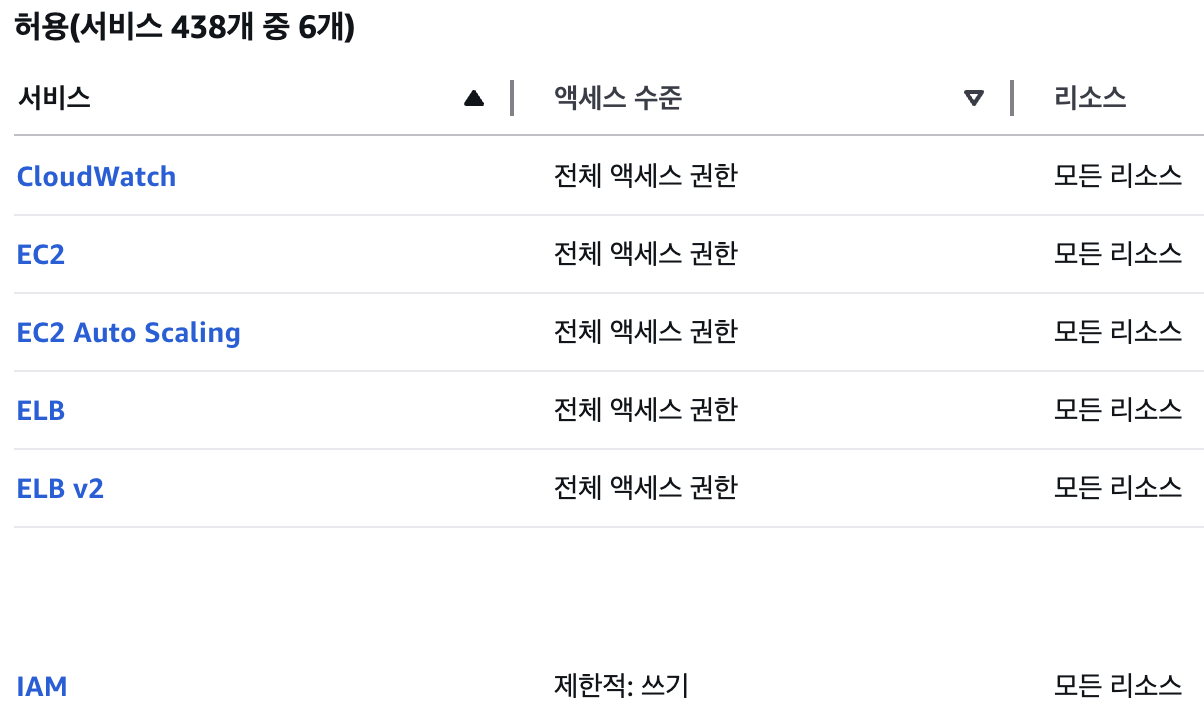 허용(서비스 438개 중 6개)
서비스 ▲ | 액세스 수준 ▽ | 리소스
CloudWatch 전체 액세스 권한 모든 리소스
EC2 전체 액세스 권한 모든 리소스
EC2 Auto Scaling 전체 액세스 권한 모든 리소스
ELB 전체 액세스 권한 모든 리소스
ELB v2 전체 액세스 권한 모든 리소스
IAM 제한적: 쓰기 모든 리소스